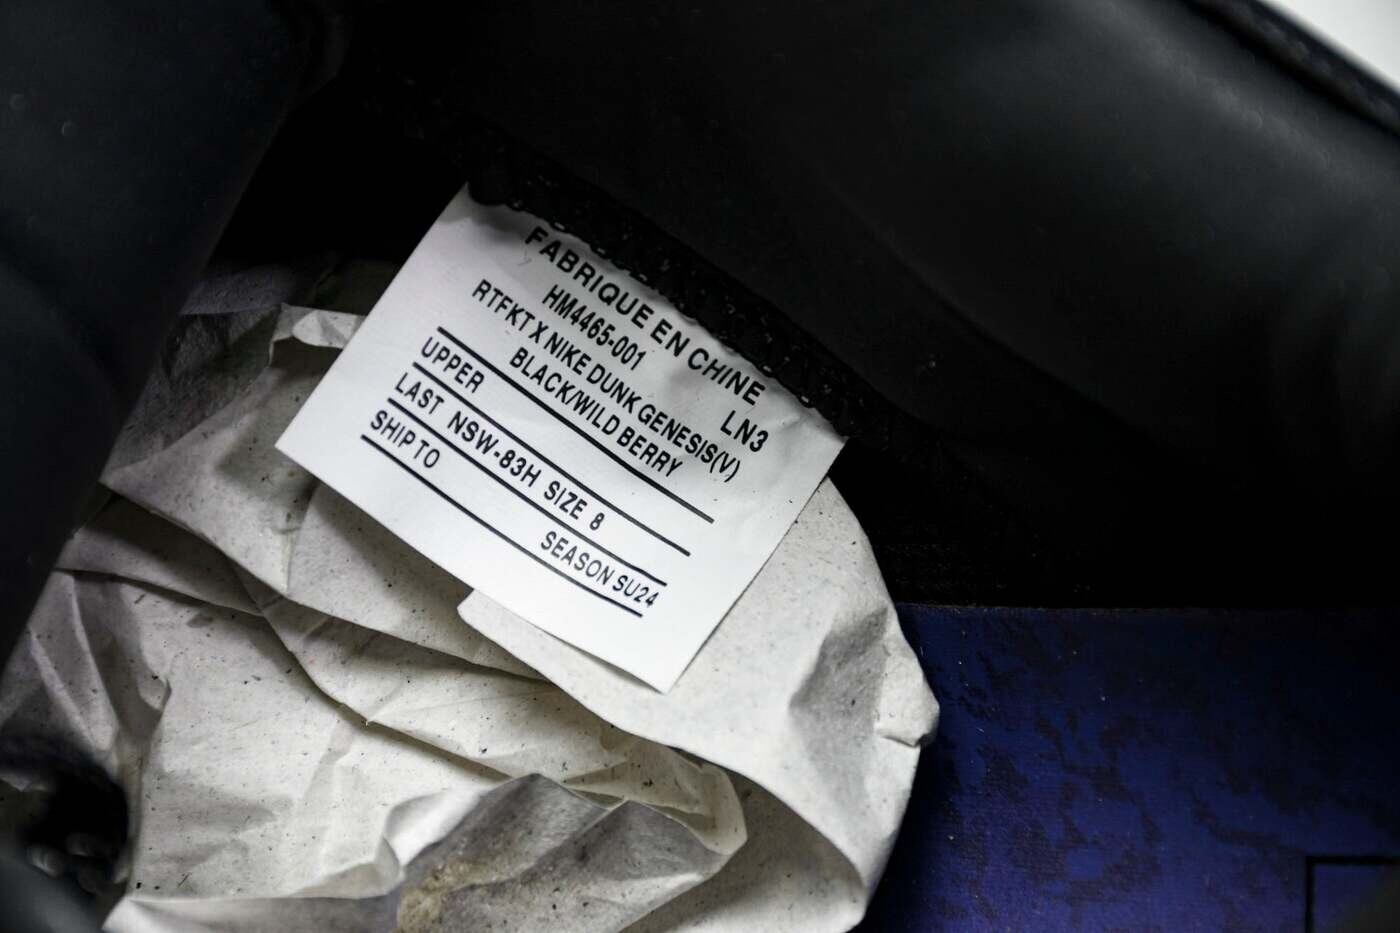 FABRIQUE EN CHINE
HM4465-001 LN3
RTFKT X NIKE DUNK GENESIS(V)
BLACK/WILD BERRY
UPPER
LAST NSW-83H SIZE 8
SHIP TO
SEASON SU24